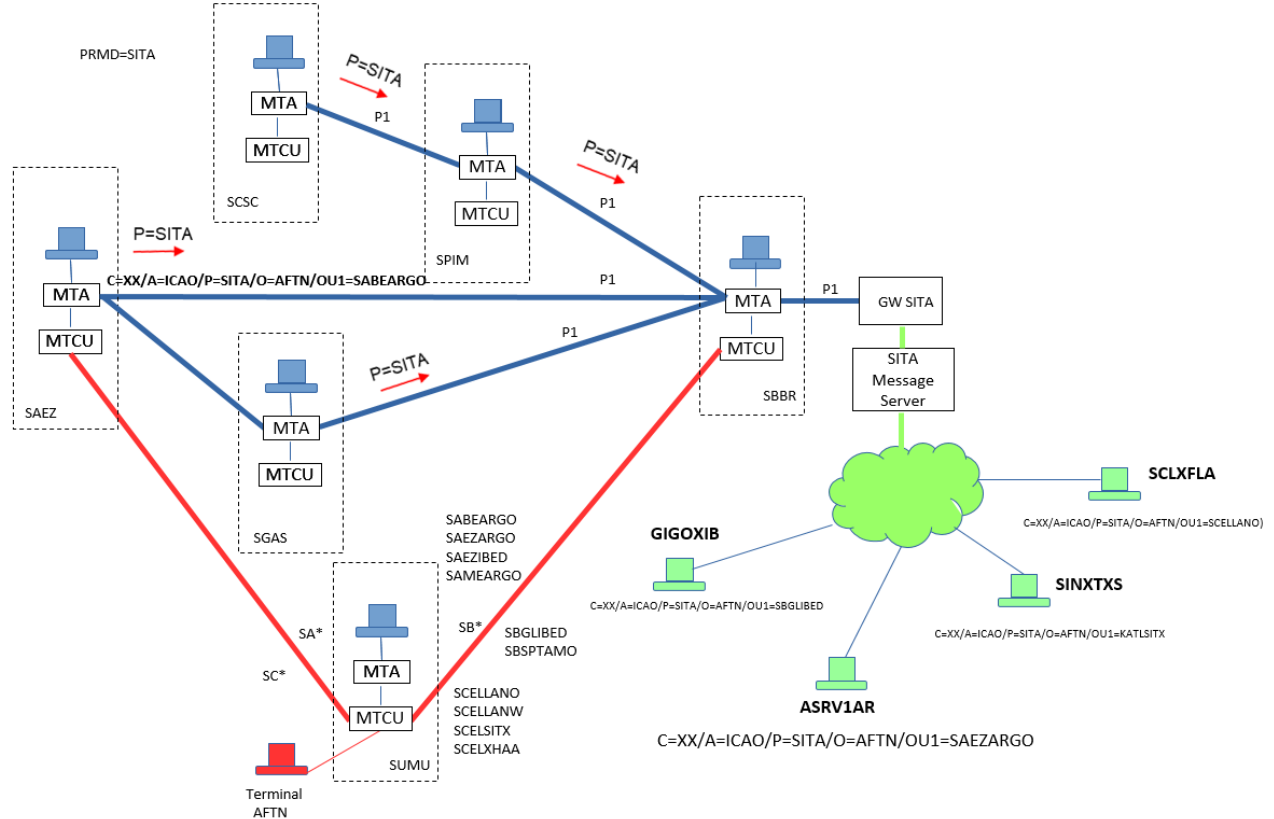 PRMD=SITA
MTA
MTCU
SCSC
P=SITA
P1
MTA
MTCU
SPIM
P=SITA
P1
P=SITA
C=XX/A=ICAO/P=SITA/O=AFTN/OU1=SABEARGO
P1
MTA
MTCU
SAEZ
MTA
MTCU
SGAS
P=SITA
P1
MTA
MTCU
SBBR
P1
GW SITA
SITA
Message
Server
SCLXFLA
C=XX/A=ICAO/P=SITA/O=AFTN/OU1=SCELLANO)
GIGOXIB
C=XX/A=ICAO/P=SITA/O=AFTN/OU1=SBGLIBED
SINXTXS
C=XX/A=ICAO/P=SITA/O=AFTN/OU1=KATLSITX
ASRV1AR
C=XX/A=ICAO/P=SITA/O=AFTN/OU1=SAEZARGO
SABEARGO
SAEZARGO
SAEZIBED
SAMEARGO
SA*
SB*
SBGLIBED
SBSPTAMO
SC*
SCELLANO
SCELLANW
SCELSITX
SCELXHAA
MTA
MTCU
SUMU
Terminal
AFTN